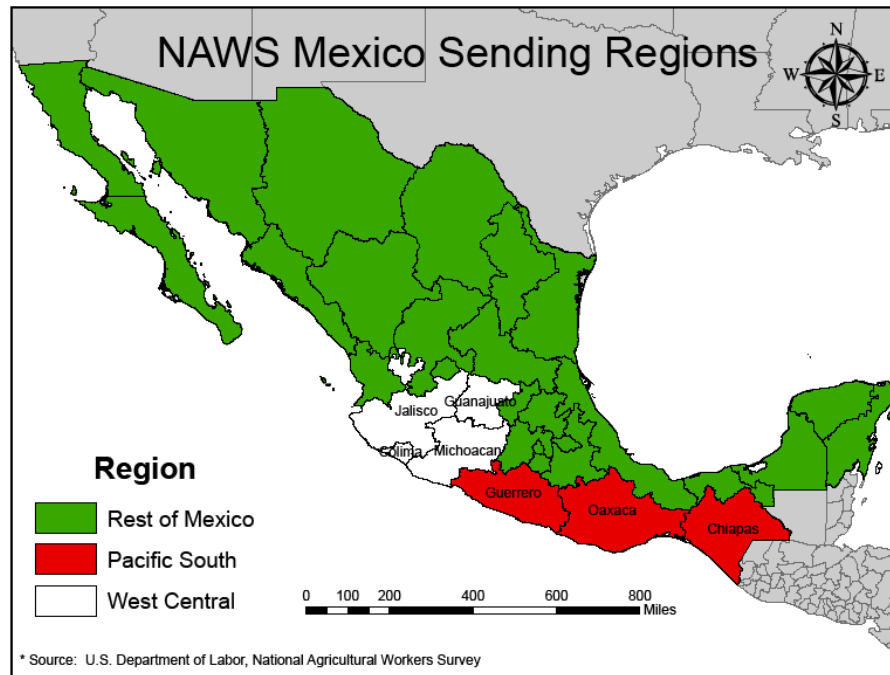 NAWS Mexico Sending Regions
N
W E
S
Guanajuato
Jalisco
Colima
Michoacan
Guerrero
Oaxaca
Chiapas
Region
Rest of Mexico
Pacific South
West Central
0 100 200 400 600 800
Miles
* Source: U.S. Department of Labor, National Agricultural Workers Survey